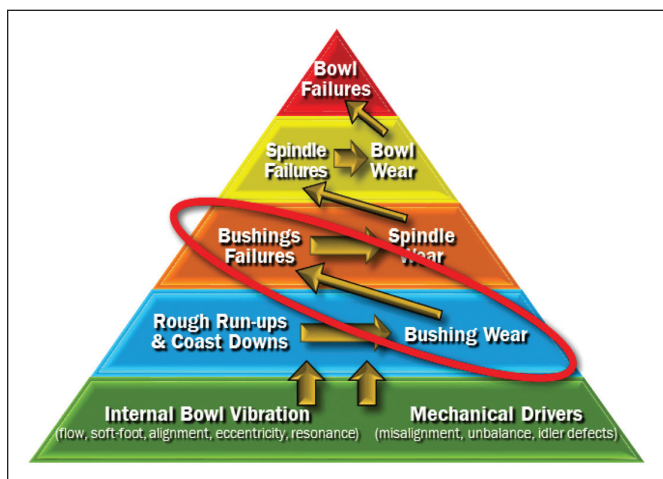 Bowl
Failures
Spindle
Failures
Bowl
Wear
Bushings
Failures
Spindle
Wear
Rough Run-ups
& Coast Downs
Bushing Wear
Internal Bowl Vibration
(flow, soft-foot, alignment, eccentricity, resonance)
Mechanical Drivers
(misalignment, unbalance, idler defects)